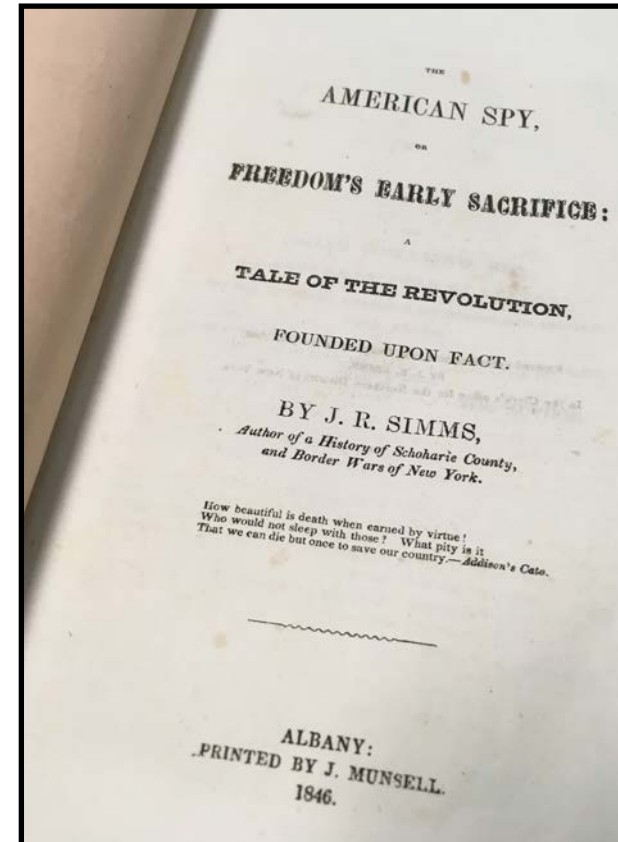 THE
AMERICAN SPY,
OR
FREEDOM'S EARLY SACRIFICE:
A
TALE OF THE REVOLUTION,
FOUNDED UPON FACT.
BY J. R. SIMMS,
Author of a History of Schoharie County,
and Border Wars of New York.
How beautiful is death when earned by virtue!
Who would not sleep with those? What pity is it
That we can die but once to save our country.—Addison's Cato.
ALBANY:
PRINTED BY J. MUNSELL.
1846.